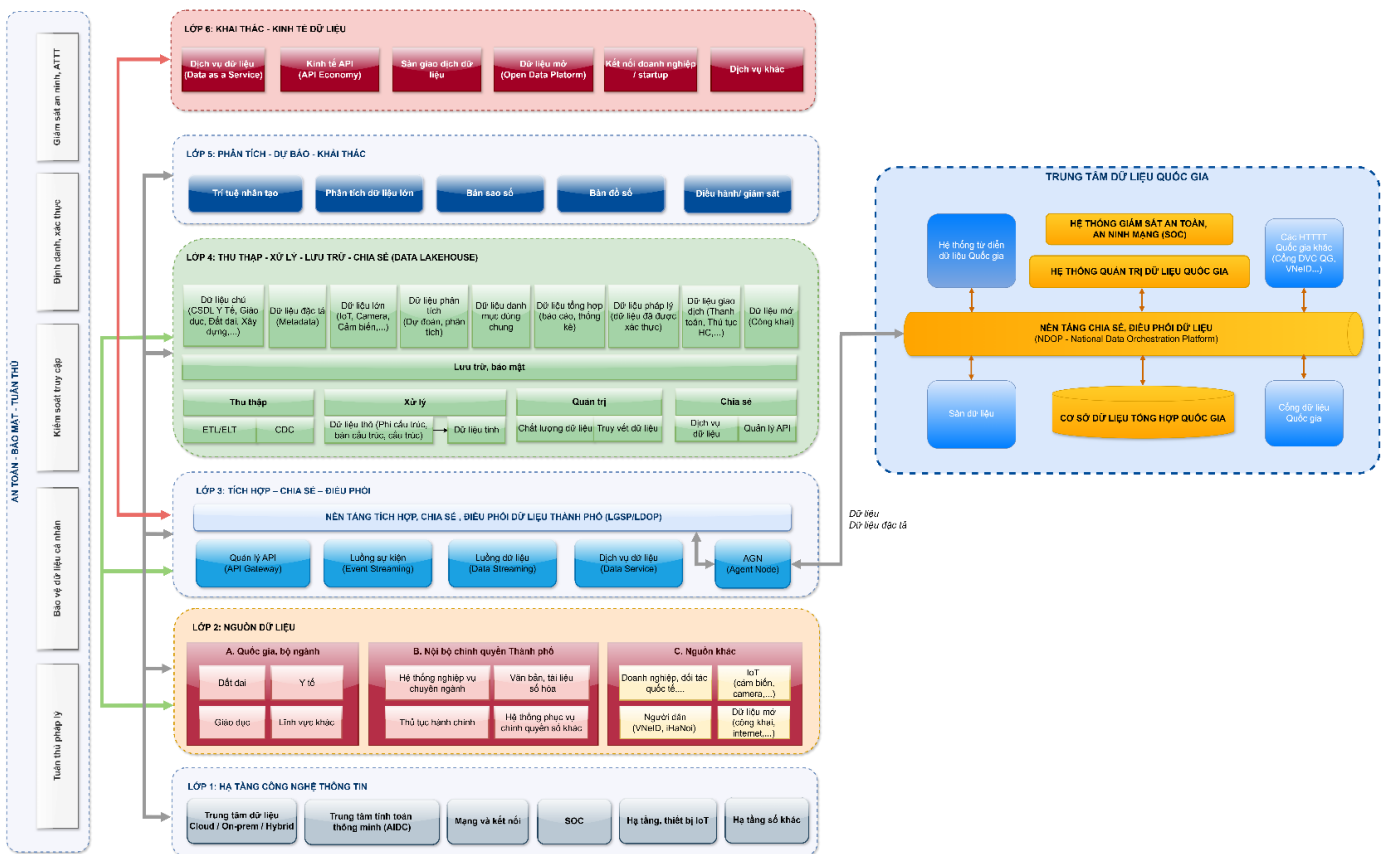 AN TOÀN - BẢO MẬT - TUÂN THỦ
Giám sát an ninh, ATTT
Định danh, xác thực
Kiểm soát truy cập
Bảo vệ dữ liệu cá nhân
Tuân thủ pháp lý
LỚP 6: KHAI THÁC - KINH TẾ DỮ LIỆU
Dịch vụ dữ liệu
(Data as a Service)
Kinh tế API
(API Economy)
Sàn giao dịch dữ
liệu
Dữ liệu mở
(Open Data Platorm)
Kết nối doanh nghiệp
/ startup
Dịch vụ khác
LỚP 5: PHÂN TÍCH - DỰ BÁO - KHAI THÁC
Trí tuệ nhân tạo
Phân tích dữ liệu lớn
Bản sao số
Bản đồ số
Điều hành/ giám sát
LỚP 4: THU THẬP - XỬ LÝ - LƯU TRỮ - CHIA SẺ (DATA LAKEHOUSE)
Dữ liệu chủ
(CSDL Y Tế, Giáo
dục, Đất đai, Xây
dựng,...)
Dữ liệu đặc tả
(Metadata)
Dữ liệu lớn
(IoT, Camera,
Cảm biến,...)
Dữ liệu phân
tích
(Dự đoán, phân
tích)
Dữ liệu danh
mục dùng
chung
Dữ liệu tổng hợp
(báo cáo, thống
kê)
Dữ liệu pháp lý
(dữ liệu đã được
xác thực)
Dữ liệu giao
dịch (Thanh
toán, Thủ tục
HC,...)
Dữ liệu mở
(Công khai)
Lưu trữ, bảo mật
Thu thập
ETL/ELT
CDC
Xử lý
Dữ liệu thô (Phi cấu trúc,
bán cấu trúc, cấu trúc)
Dữ liệu tinh
Quản trị
Chất lượng dữ liệu
Truy vết dữ liệu
Chia sẻ
Dịch vụ
dữ liệu
Quản lý API
LỚP 3: TÍCH HỢP – CHIA SẺ – ĐIỀU PHỐI
NỀN TẢNG TÍCH HỢP, CHIA SẺ , ĐIỀU PHỐI DỮ LIỆU THÀNH PHỐ (LGSP/LDOP)
Quản lý API
(API Gateway)
Luồng sự kiện
(Event Streaming)
Luồng dữ liệu
(Data Streaming)
Dịch vụ dữ liệu
(Data Service)
AGN
(Agent Node)
LỚP 2: NGUỒN DỮ LIỆU
A. Quốc gia, bộ ngành
Đất đai
Y tế
Giáo dục
Lĩnh vực khác
B. Nội bộ chính quyền Thành phố
Hệ thống nghiệp vụ
chuyên ngành
Văn bản, tài liệu
số hóa
Thủ tục hành chính
Hệ thống phục vụ
chính quyền số khác
C. Nguồn khác
Doanh nghiệp, đối tác
quốc tế....
IoT
(cảm biến,
camera,...)
Người dân
(VNeID, iHaNoi)
Dữ liệu mở
(công khai,
internet,...)
LỚP 1: HẠ TẦNG CÔNG NGHỆ THÔNG TIN
Trung tâm dữ liệu
Cloud / On-prem / Hybrid
Trung tâm tính toán
thông minh (AIDC)
Mạng và kết nối
SOC
Hạ tầng, thiết bị IoT
Hạ tầng số khác
TRUNG TÂM DỮ LIỆU QUỐC GIA
Hệ thống từ điển
dữ liệu Quốc gia
HỆ THỐNG GIÁM SÁT AN TOÀN,
AN NINH MẠNG (SOC)
HỆ THỐNG QUẢN TRỊ DỮ LIỆU QUỐC GIA
Các HTTTT
Quốc gia khác
(Cổng DVC QG,
VNeID...)
NỀN TẢNG CHIA SẺ, ĐIỀU PHỐI DỮ LIỆU
(NDOP - National Data Orchestration Platform)
Sàn dữ liệu
CƠ SỞ DỮ LIỆU TỔNG HỢP QUỐC GIA
Cổng dữ liệu
Quốc gia
Dữ liệu
Dữ liệu đặc tả